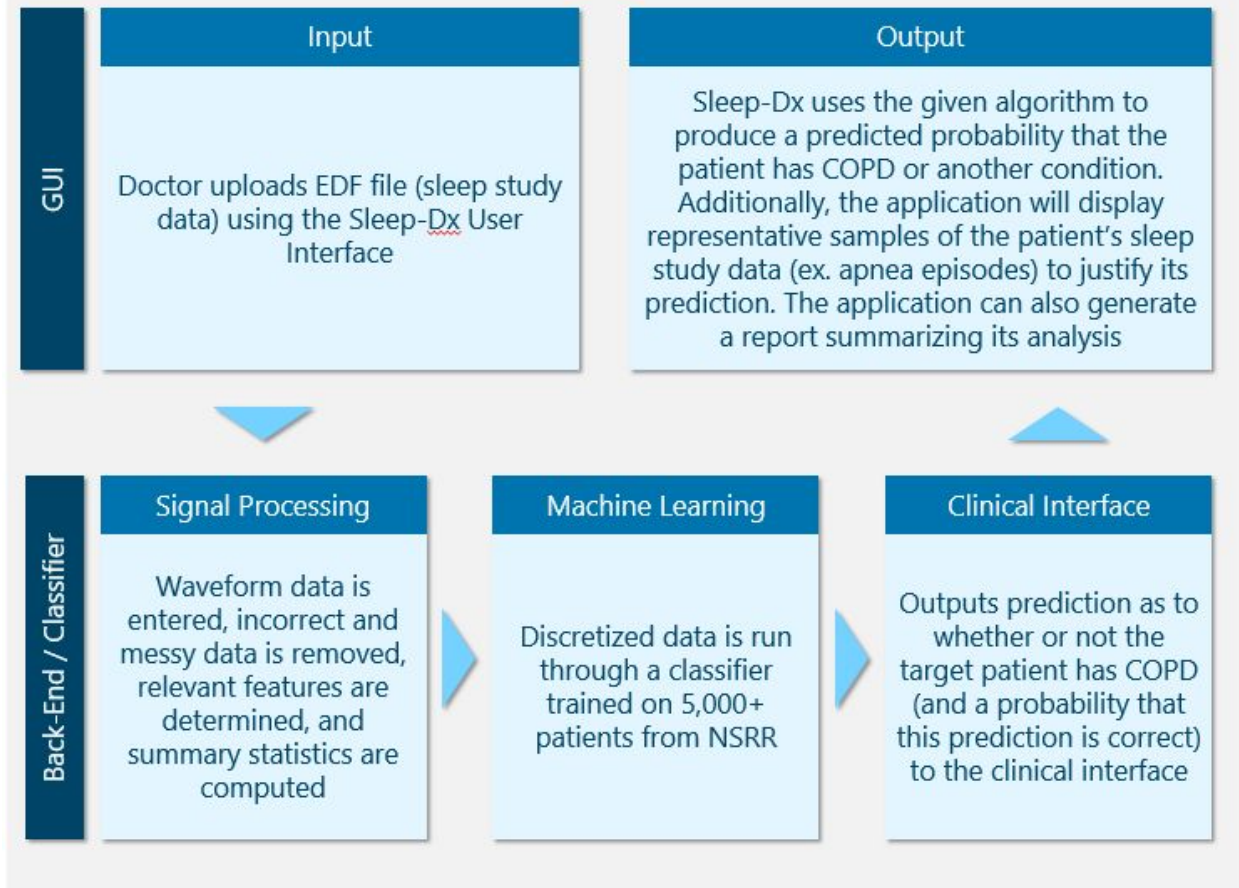 GUI
Input
Doctor uploads EDF file (sleep study
data) using the Sleep-Dx User
Interface
Output
Sleep-Dx uses the given algorithm to
produce a predicted probability that the
patient has COPD or another condition.
Additionally, the application will display
representative samples of the patient's sleep
study data (ex. apnea episodes) to justify its
prediction. The application can also generate
a report summarizing its analysis
Back-End / Classifier
Signal Processing
Waveform data is
entered, incorrect and
messy data is removed,
relevant features are
determined, and
summary statistics are
computed
Machine Learning
Discretized data is run
through a classifier
trained on 5,000+
patients from NSRR
Clinical Interface
Outputs prediction as to
whether or not the
target patient has COPD
(and a probability that
this prediction is correct)
to the clinical interface